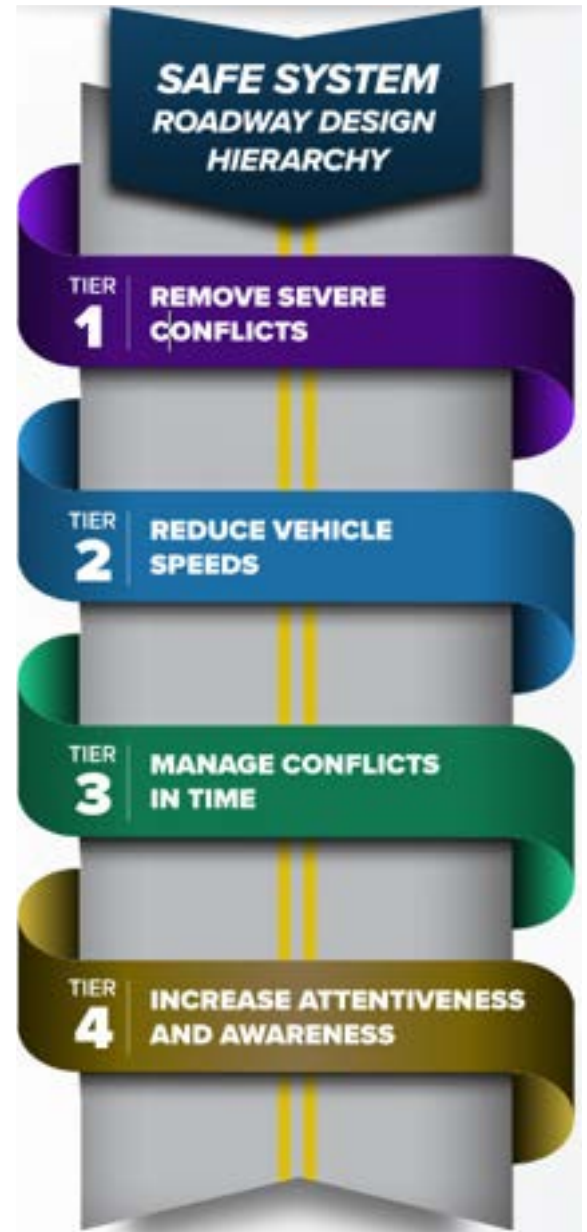 SAFE SYSTEM
ROADWAY DESIGN
HIERARCHY
TIER
1
REMOVE SEVERE
CONFLICTS
TIER
2
REDUCE VEHICLE
SPEEDS
TIER
3
MANAGE CONFLICTS
IN TIME
TIER
4
INCREASE ATTENTIVENESS
AND AWARENESS